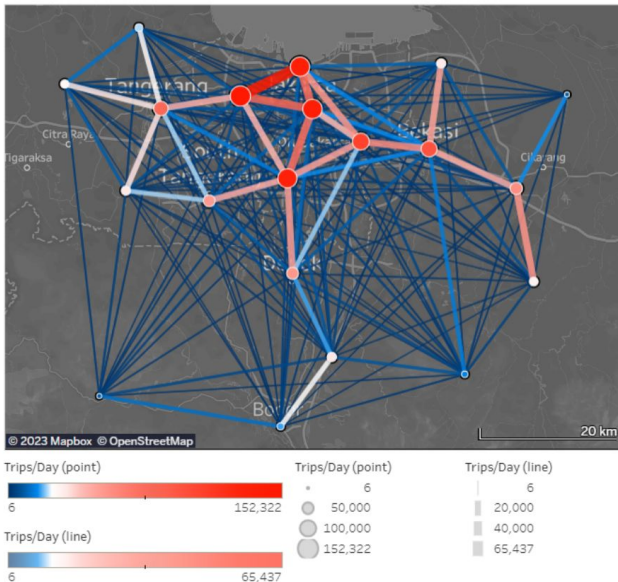 Tangerang
Citra Raya
Tigaraksa
Bekasi
Cikarang
20 km
© 2023 Mapbox © OpenStreetMap
Trips/Day (point)
6 152,322
Trips/Day (line)
6 65,437
Trips/Day (point)
6
50,000
100,000
152,322
Trips/Day (line)
6
20,000
40,000
65,437